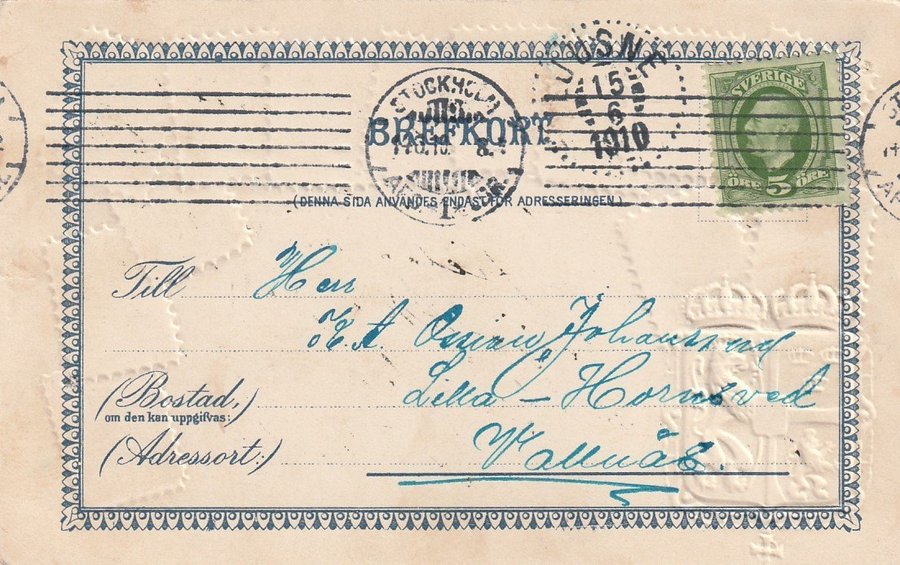 STOCKHOLM
LJUSNE
15
6
1910
SVERIGE
ÖRE 5 ÖRE
BREFKORT
(DENNA SIDA ANVÄNDES ENDAST FÖR ADRESSERINGEN.)
Till Herr
K.A. Johansson
(Bostad,) Lilla - Hornsved
om den kan uppgifvas:
(Adressort:) Vallnäs.